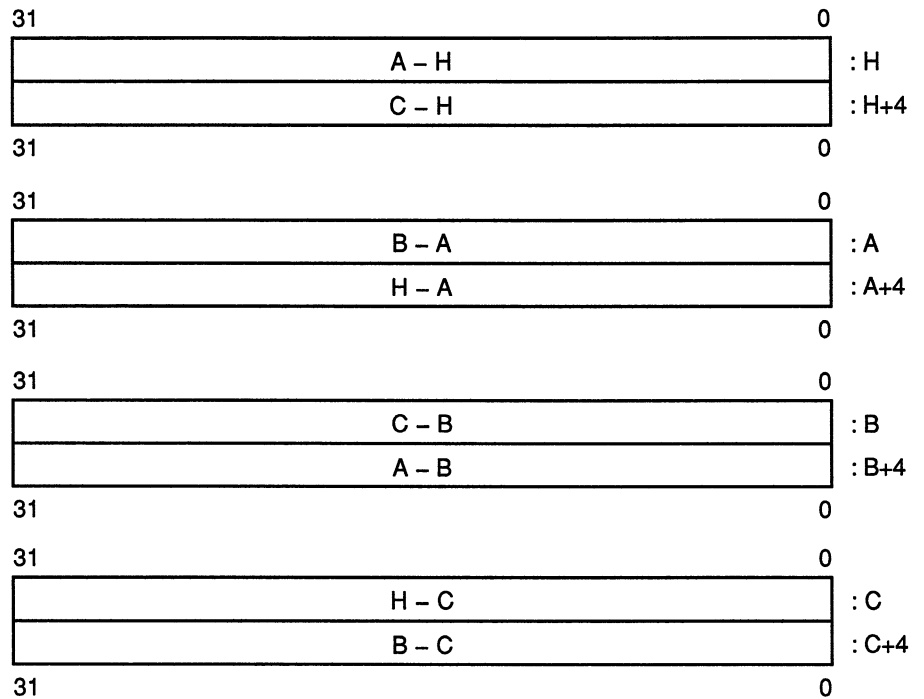 31 0
A – H : H
C – H : H+4
31 0
31 0
B – A : A
H – A : A+4
31 0
31 0
C – B : B
A – B : B+4
31 0
31 0
H – C : C
B – C : C+4
31 0